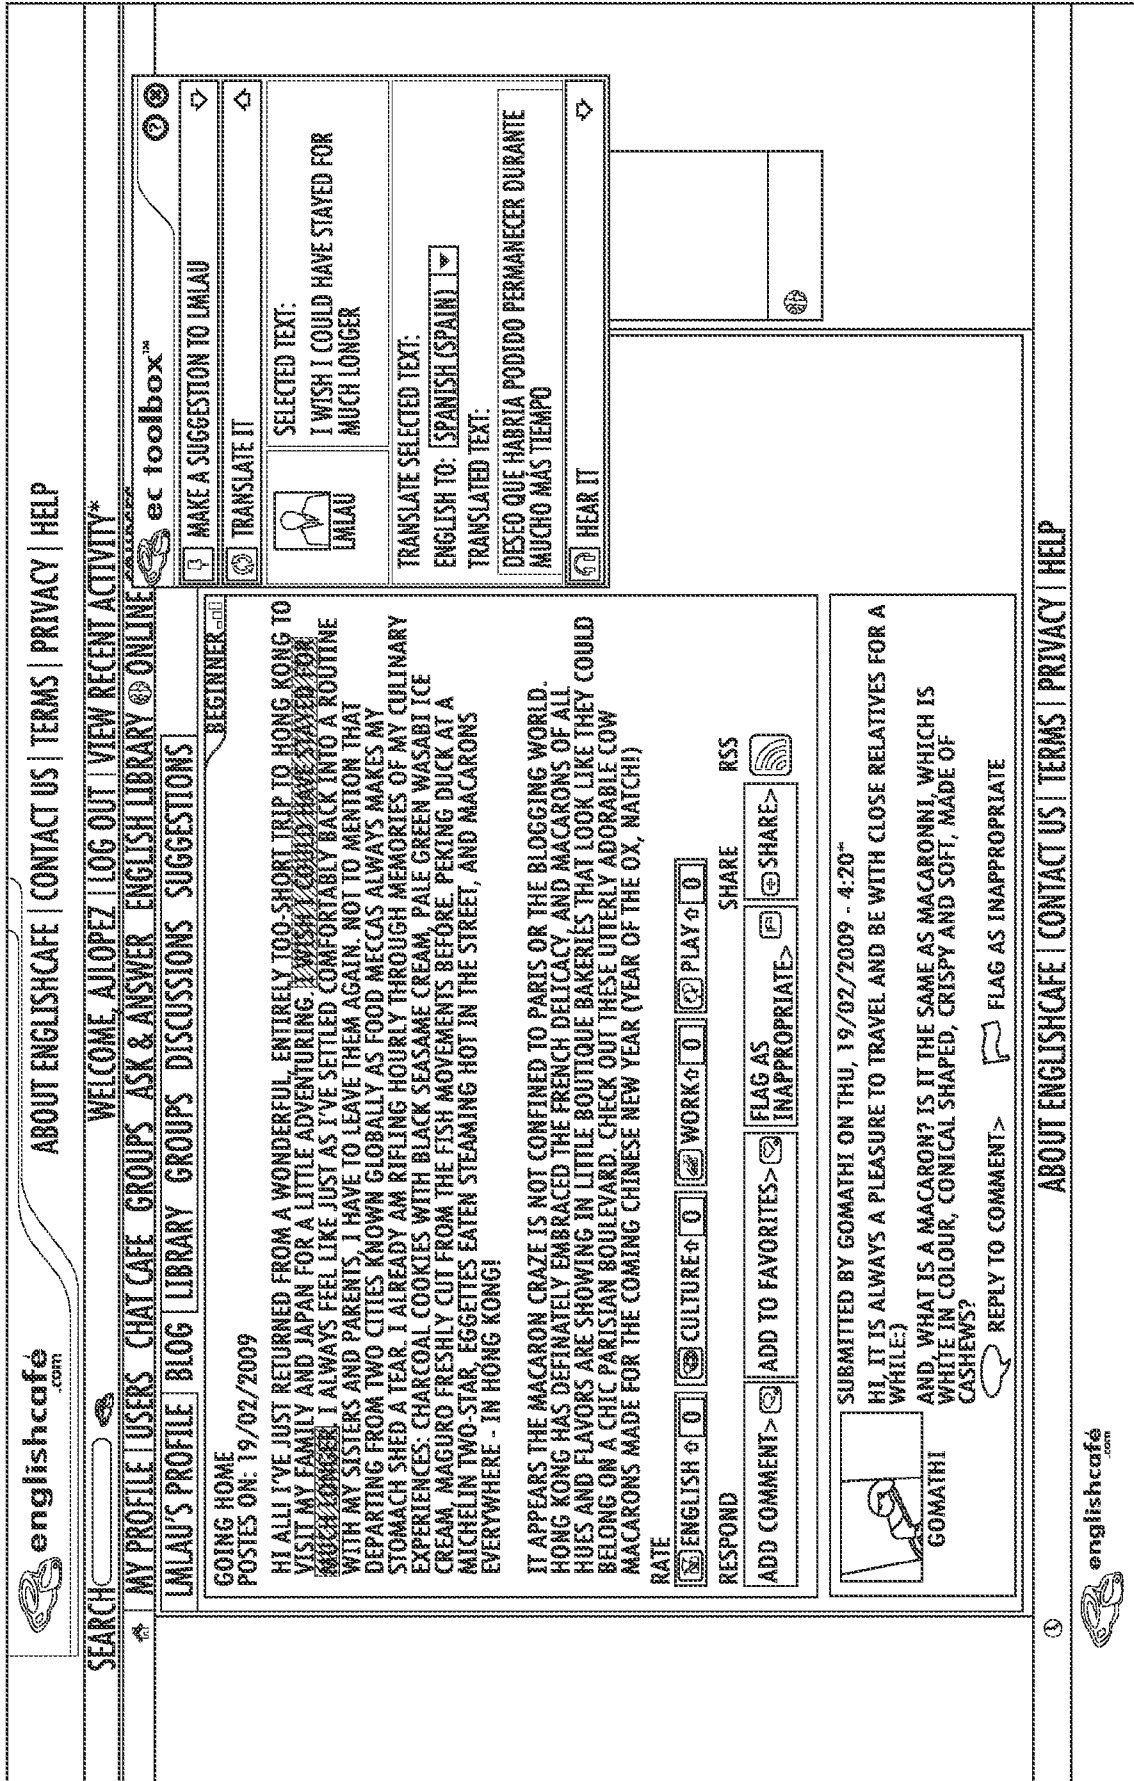 englishcafé
.com
ABOUT ENGLISHCAFE | CONTACT US | TERMS | PRIVACY | HELP
SEARCH
WELCOME, AILOPEZ | LOG OUT | VIEW RECENT ACTIVITY*
MY PROFILE | USERS CHAT CAFE GROUPS ASK & ANSWER ENGLISH LIBRARY ONLINE
LMLAU'S PROFILE BLOG LIBRARY GROUPS DISCUSSIONS SUGGESTIONS
BEGINNER
GOING HOME
POSTES ON: 19/02/2009
HI ALL! I'VE JUST RETURNED FROM A WONDERFUL, ENTIRELY TOO-SHORT TRIP TO HONG KONG TO
VISIT MY FAMILY AND JAPAN FOR A LITTLE ADVENTURING. I WISH I COULD HAVE STAYED FOR
MUCH LONGER. I ALWAYS FEEL LIKE JUST AS I'VE SETTLED COMFORTABLY BACK INTO A ROUTINE
WITH MY SISTERS AND PARENTS, I HAVE TO LEAVE THEM AGAIN. NOT TO MENTION THAT
DEPARTING FROM TWO CITIES KNOWN GLOBALLY AS FOOD MECCAS ALWAYS MAKES MY
STOMACH SHED A TEAR. I ALREADY AM RIFLING HOURLY THROUGH MEMORIES OF MY CULINARY
EXPERIENCES: CHARCOAL COOKIES WITH BLACK SEASAME CREAM, PALE GREEN WASABI ICE
CREAM, MAGURO FRESHLY CUT FROM THE FISH MOVEMENTS BEFORE, PEKING DUCK AT A
MICHELIN TWO-STAR, EGGETTES EATEN STEAMING HOT IN THE STREET, AND MACARONS
EVERYWHERE - IN HONG KONG!
IT APPEARS THE MACARON CRAZE IS NOT CONFINED TO PARIS OR THE BLOGGING WORLD.
HONG KONG HAS DEFINATELY EMBRACED THE FRENCH DELICACY, AND MACARONS OF ALL
HUES AND FLAVORS ARE SHOWING IN LITTLE BOUTIQUE BAKERIES THAT LOOK LIKE THEY COULD
BELONG ON A CHIC PARISIAN BOULEVARD. CHECK OUT THESE UTTERLY ADORABLE COW
MACARONS MADE FOR THE COMING CHINESE NEW YEAR (YEAR OF THE OX, NATCH!)
RATE
ENGLISH 0 CULTURE 0 WORK 0 PLAY 0
RESPOND SHARE RSS
ADD COMMENT> ADD TO FAVORITES> FLAG AS INAPPROPRIATE> SHARE>
SUBMITTED BY GOMATHI ON THU, 19/02/2009 - 4:20*
HI, IT IS ALWAYS A PLEASURE TO TRAVEL AND BE WITH CLOSE RELATIVES FOR A
WHILE:)
AND, WHAT IS A MACARON? IS IT THE SAME AS MACARONNI, WHICH IS
WHITE IN COLOUR, CONICAL SHAPED, CRISPY AND SOFT, MADE OF
CASHEWS?
GOMATHI
REPLY TO COMMENT> FLAG AS INAPPROPRIATE
ec toolbox™
?
MAKE A SUGGESTION TO LMLAU
TRANSLATE IT
LMLAU
SELECTED TEXT:
I WISH I COULD HAVE STAYED FOR
MUCH LONGER
TRANSLATE SELECTED TEXT:
ENGLISH TO: SPANISH (SPAIN)
TRANSLATED TEXT:
DESEO QUE HABRIA PODIDO PERMANECER DURANTE
MUCHO MÁS TIEMPO
HEAR IT
ABOUT ENGLISHCAFE | CONTACT US | TERMS | PRIVACY | HELP
englishcafé
.com